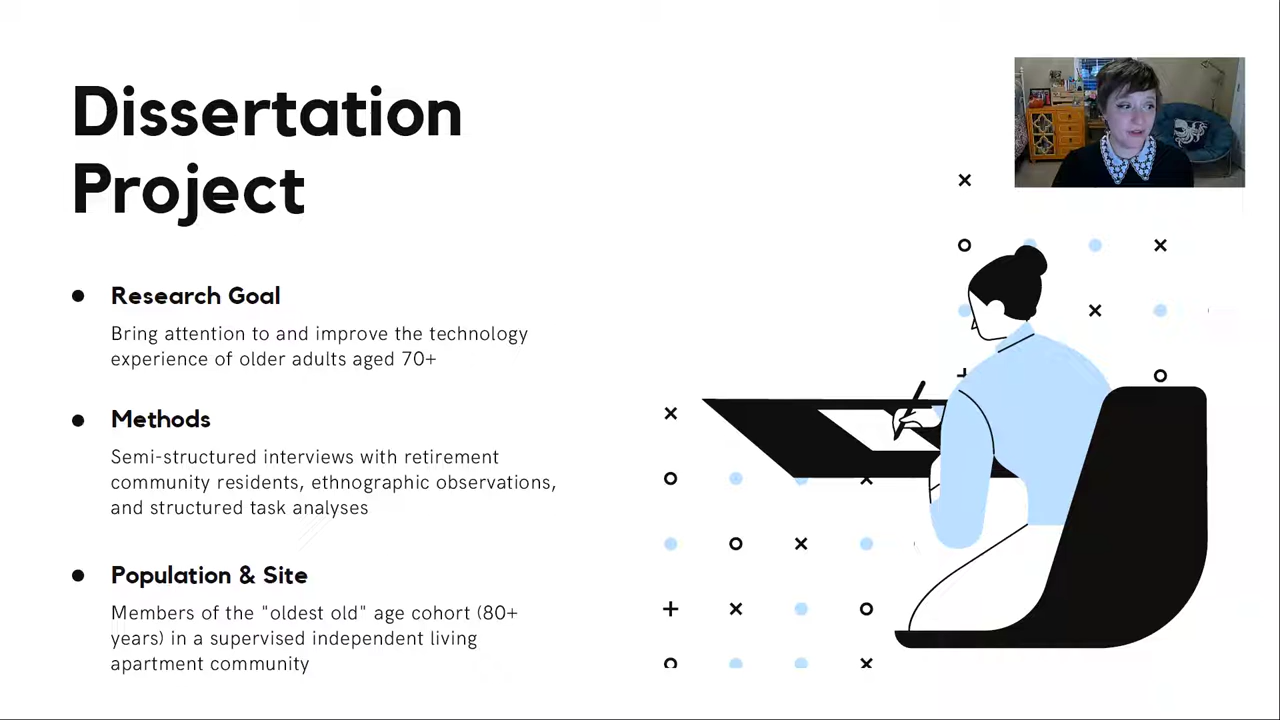 Dissertation
Project
Research Goal
Bring attention to and improve the technology
experience of older adults aged 70+
Methods
Semi-structured interviews with retirement
community residents, ethnographic observations,
and structured task analyses
Population & Site
Members of the "oldest old" age cohort (80+
years) in a supervised independent living
apartment community